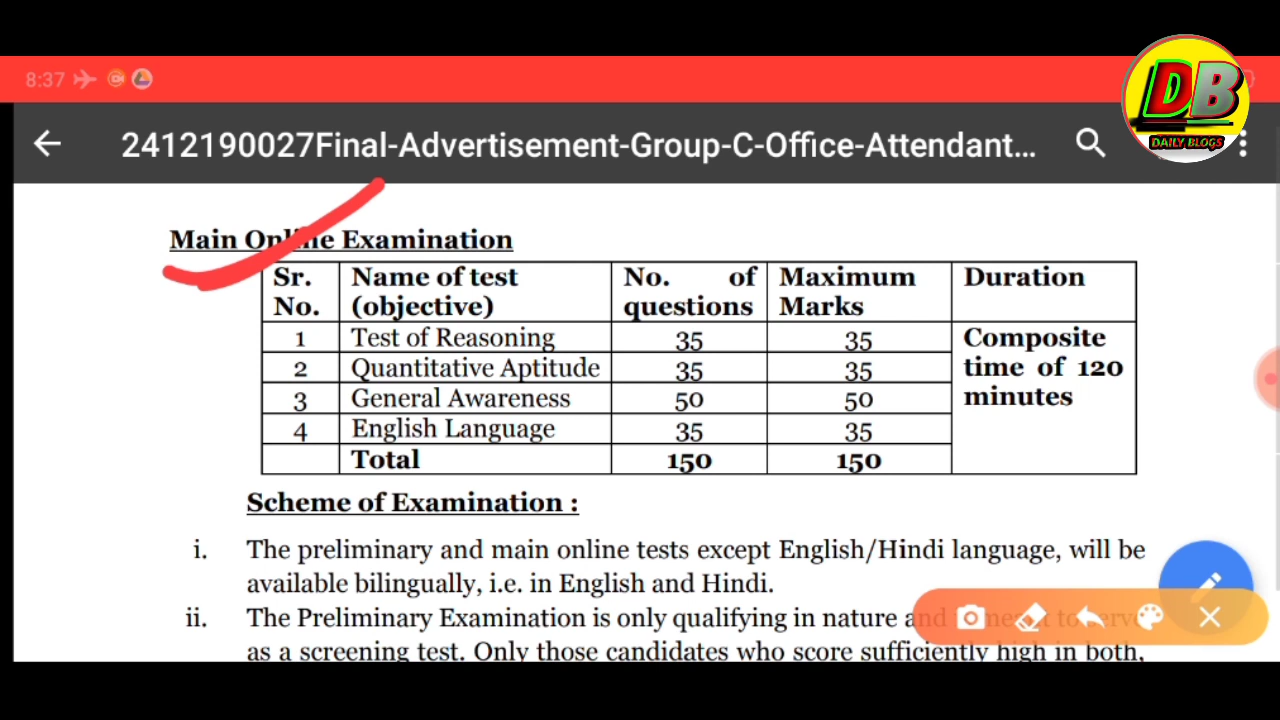 8:37
DB
DAILY BLOGS
2412190027Final-Advertisement-Group-C-Office-Attendant...
Main Online Examination
Sr. No. Name of test (objective) No. of questions Maximum Marks Duration
1 Test of Reasoning 35 35 Composite time of 120 minutes
2 Quantitative Aptitude 35 35
3 General Awareness 50 50
4 English Language 35 35
Total 150 150
Scheme of Examination :
i. The preliminary and main online tests except English/Hindi language, will be
available bilingually, i.e. in English and Hindi.
ii. The Preliminary Examination is only qualifying in nature and to serve
as a screening test. Only those candidates who score sufficiently high in both,